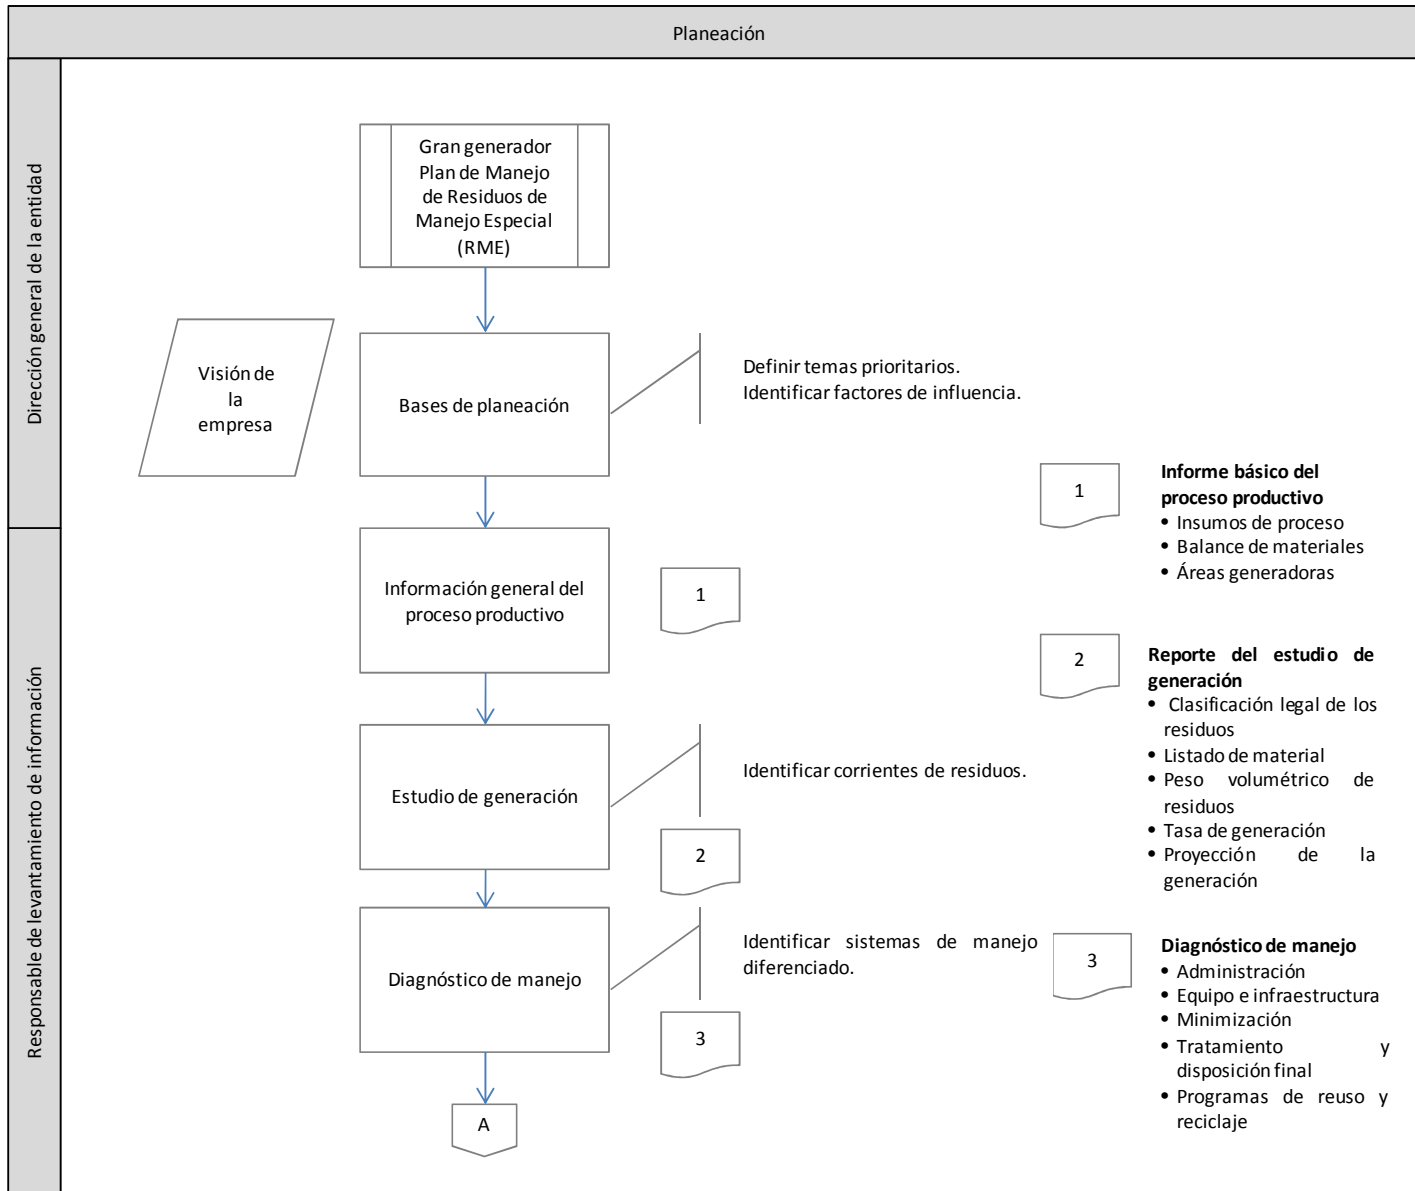 Planeación
Dirección general de la entidad
Gran generador
Plan de Manejo
de Residuos de
Manejo Especial
(RME)
Visión de
la
empresa
Bases de planeación
Definir temas prioritarios.
Identificar factores de influencia.
1
Informe básico del
proceso productivo
• Insumos de proceso
• Balance de materiales
• Áreas generadoras
Responsable de levantamiento de información
Información general del
proceso productivo
1
2
Reporte del estudio de
generación
• Clasificación legal de los
residuos
• Listado de material
• Peso volumétrico de
residuos
• Tasa de generación
• Proyección de la
generación
Estudio de generación
Identificar corrientes de residuos.
2
Diagnóstico de manejo
Identificar sistemas de manejo
diferenciado.
3
3
Diagnóstico de manejo
• Administración
• Equipo e infraestructura
• Minimización
• Tratamiento y
disposición final
• Programas de reuso y
reciclaje
A